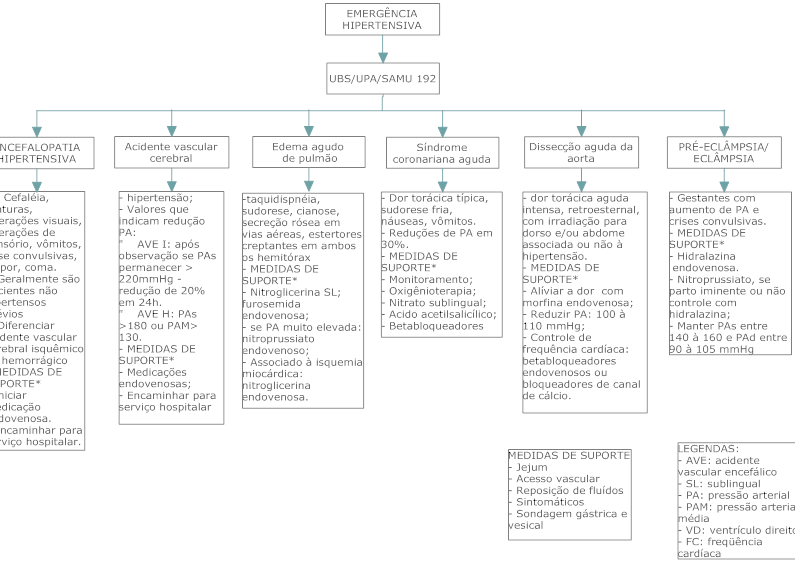 EMERGÊNCIA
HIPERTENSIVA
UBS/UPA/SAMU 192
NCEFALOPATIA
HIPERTENSIVA
Cefaléia,
nturas,
erações visuais,
erações de
nsório, vômitos,
se convulsivas,
por, coma.
Geralmente são
cientes não
pertensos
évios
Diferenciar
idente vascular
rebral isquêmico
hemorrágico
MEDIDAS DE
PORTE*
niciar
edicação
dovenosa.
ncaminhar para
rviço hospitalar.
Acidente vascular
cerebral
- hipertensão;
- Valores que
indicam redução
PA:
" AVE I: após
observação se PAs
permanecer >
220mmHg -
redução de 20%
em 24h.
" AVE H: PAs
>180 ou PAM>
130.
- MEDIDAS DE
SUPORTE*
- Medicações
endovenosas;
- Encaminhar para
serviço hospitalar
Edema agudo
de pulmão
-taquidispnéia,
sudorese, cianose,
secreção rósea em
vias aéreas, estertores
creptantes em ambos
os hemitórax
- MEDIDAS DE
SUPORTE*
- Nitroglicerina SL;
furosemida
endovenosa;
- se PA muito elevada:
nitroprussiato
endovenoso;
- Associado à isquemia
miocárdica:
nitroglicerina
endovenosa.
Síndrome
coronariana aguda
- Dor torácica típica,
sudorese fria,
náuseas, vômitos.
- Reduções de PA em
30%.
- MEDIDAS DE
SUPORTE*
- Monitoramento;
- Oxigênioterapia;
- Nitrato sublingual;
- Acido acetilsalicílico;
- Betabloqueadores
Dissecção aguda da
aorta
- dor torácica aguda
intensa, retroesternal,
com irradiação para
dorso e/ou abdome
associada ou não à
hipertensão.
- MEDIDAS DE
SUPORTE*
- Alíviar a dor com
morfina endovenosa;
- Reduzir PA: 100 à
110 mmHg;
- Controle de
frequência cardíaca:
betabloqueadores
endovenosos ou
bloqueadores de canal
de cálcio.
PRÉ-ECLÂMPSIA/
ECLÂMPSIA
- Gestantes com
aumento de PA e
crises convulsivas.
- MEDIDAS DE
SUPORTE*
- Hidralazina
endovenosa.
- Nitroprussiato, se
parto iminente ou não
controle com
hidralazina;
- Manter PAs entre
140 à 160 e PAd entre
90 à 105 mmHg
MEDIDAS DE SUPORTE
- Jejum
- Acesso vascular
- Reposição de fluídos
- Sintomáticos
- Sondagem gástrica e
vesical
LEGENDAS:
- AVE: acidente
vascular encefálico
- SL: sublingual
- PA: pressão arterial
- PAM: pressão arteria
média
- VD: ventrículo direito
- FC: freqüência
cardíaca